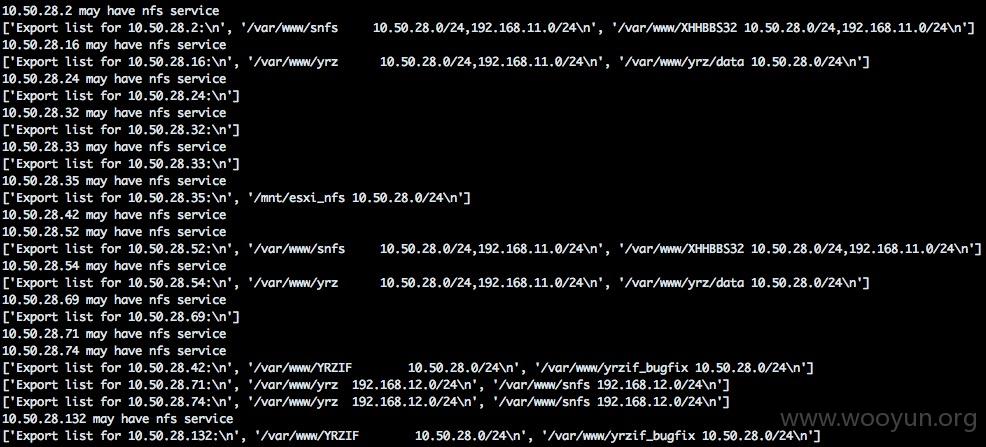 10.50.28.2 may have nfs service
['Export list for 10.50.28.2:\n', '/var/www/snfs     10.50.28.0/24,192.168.11.0/24\n', '/var/www/XHHBBS32 10.50.28.0/24,192.168.11.0/24\n']
10.50.28.16 may have nfs service
['Export list for 10.50.28.16:\n', '/var/www/yrz      10.50.28.0/24,192.168.11.0/24\n', '/var/www/yrz/data 10.50.28.0/24\n']
10.50.28.24 may have nfs service
['Export list for 10.50.28.24:\n']
10.50.28.32 may have nfs service
['Export list for 10.50.28.32:\n']
10.50.28.33 may have nfs service
['Export list for 10.50.28.33:\n']
10.50.28.35 may have nfs service
['Export list for 10.50.28.35:\n', '/mnt/esxi_nfs 10.50.28.0/24\n']
10.50.28.42 may have nfs service
10.50.28.52 may have nfs service
['Export list for 10.50.28.52:\n', '/var/www/snfs     10.50.28.0/24,192.168.11.0/24\n', '/var/www/XHHBBS32 10.50.28.0/24,192.168.11.0/24\n']
10.50.28.54 may have nfs service
['Export list for 10.50.28.54:\n', '/var/www/yrz      10.50.28.0/24,192.168.11.0/24\n', '/var/www/yrz/data 10.50.28.0/24\n']
10.50.28.69 may have nfs service
['Export list for 10.50.28.69:\n']
10.50.28.71 may have nfs service
10.50.28.74 may have nfs service
['Export list for 10.50.28.42:\n', '/var/www/YRZIF        10.50.28.0/24\n', '/var/www/yrzif_bugfix 10.50.28.0/24\n']
['Export list for 10.50.28.71:\n', '/var/www/yrz  192.168.12.0/24\n', '/var/www/snfs 192.168.12.0/24\n']
['Export list for 10.50.28.74:\n', '/var/www/yrz  192.168.12.0/24\n', '/var/www/snfs 192.168.12.0/24\n']
10.50.28.132 may have nfs service
['Export list for 10.50.28.132:\n', '/var/www/YRZIF        10.50.28.0/24\n', '/var/www/yrzif_bugfix 10.50.28.0/24\n']
www.wooyun.org